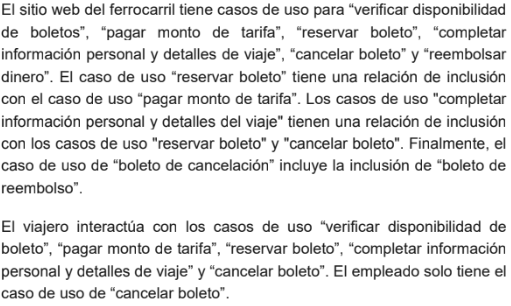 El sitio web del ferrocarril tiene casos de uso para “verificar disponibilidad
de boletos”, “pagar monto de tarifa”, “reservar boleto”, “completar
información personal y detalles de viaje”, “cancelar boleto” y “reembolsar
dinero”. El caso de uso “reservar boleto” tiene una relación de inclusión
con el caso de uso “pagar monto de tarifa”. Los casos de uso "completar
información personal y detalles del viaje" tienen una relación de inclusión
con los casos de uso "reservar boleto" y "cancelar boleto". Finalmente, el
caso de uso de “boleto de cancelación” incluye la inclusión de “boleto de
reembolso”.
El viajero interactúa con los casos de uso “verificar disponibilidad de
boleto”, “pagar monto de tarifa”, “reservar boleto”, “completar información
personal y detalles de viaje” y “cancelar boleto”. El empleado solo tiene el
caso de uso de “cancelar boleto”.